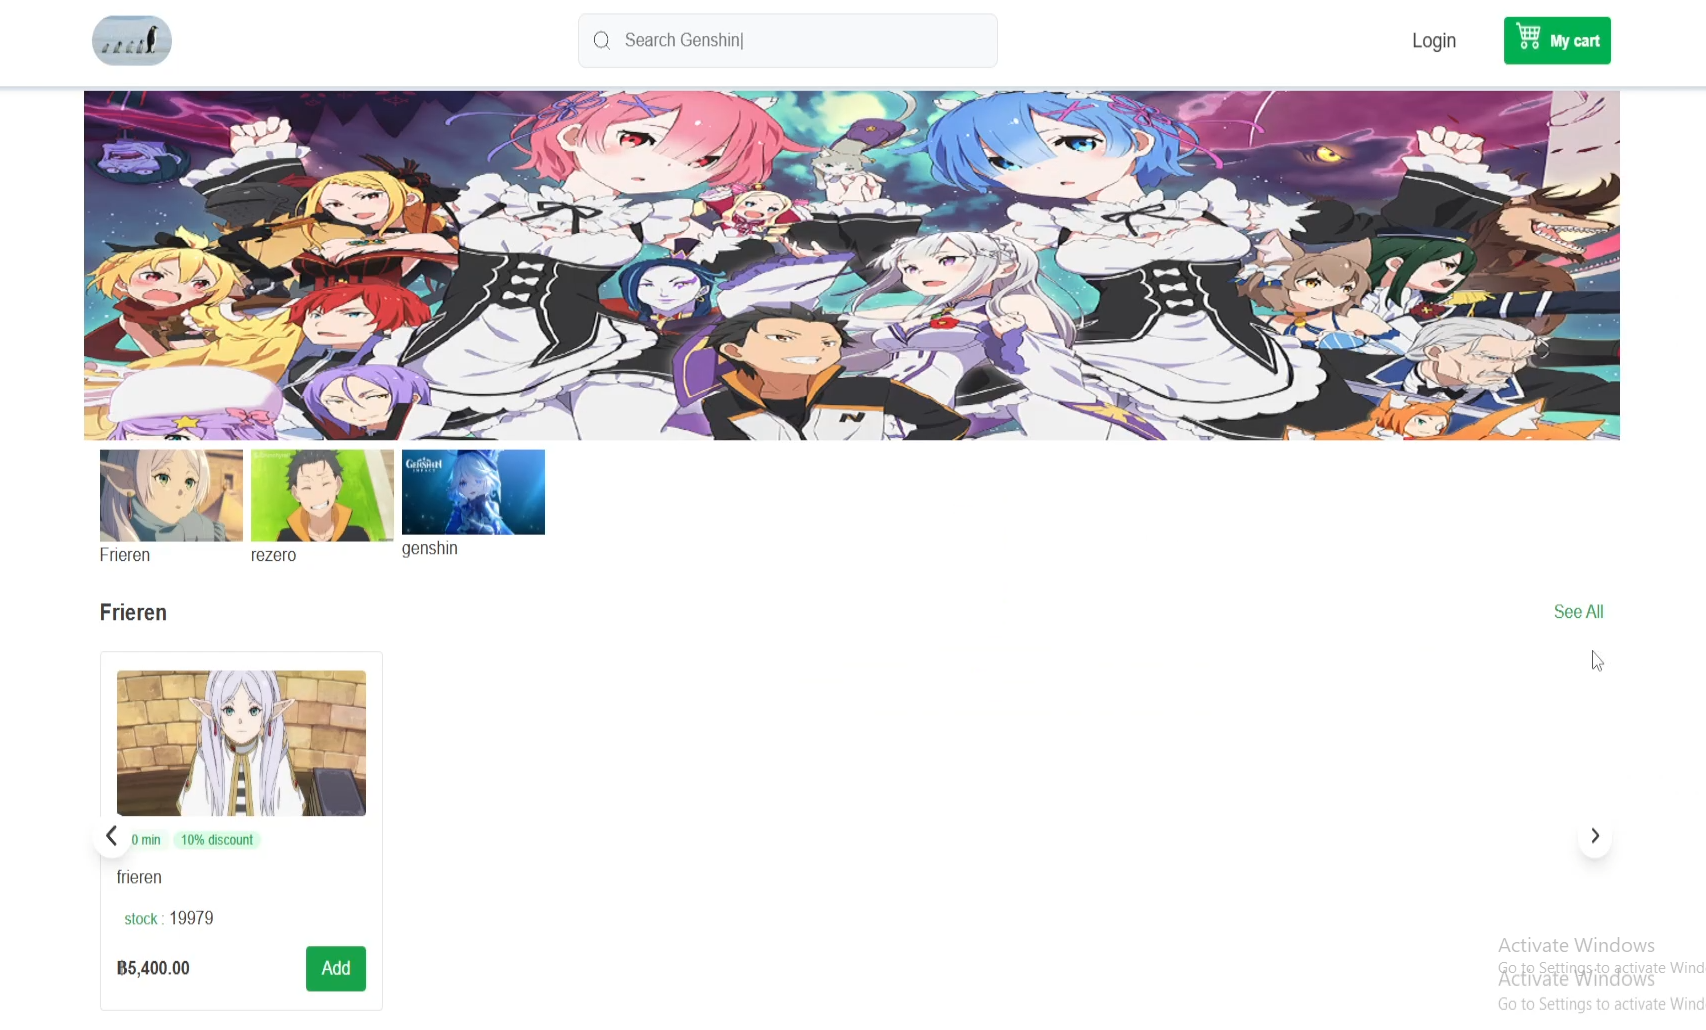 Search Genshin|
Login
My cart
GENSHIN
IMPACT
Frieren
rezero
genshin
Frieren
See All
0 min
10% discount
frieren
stock : 19979
฿5,400.00
Add
Activate Windows
Go to Settings to activate Wind
Activate Windows
Go to Settings to activate Wind